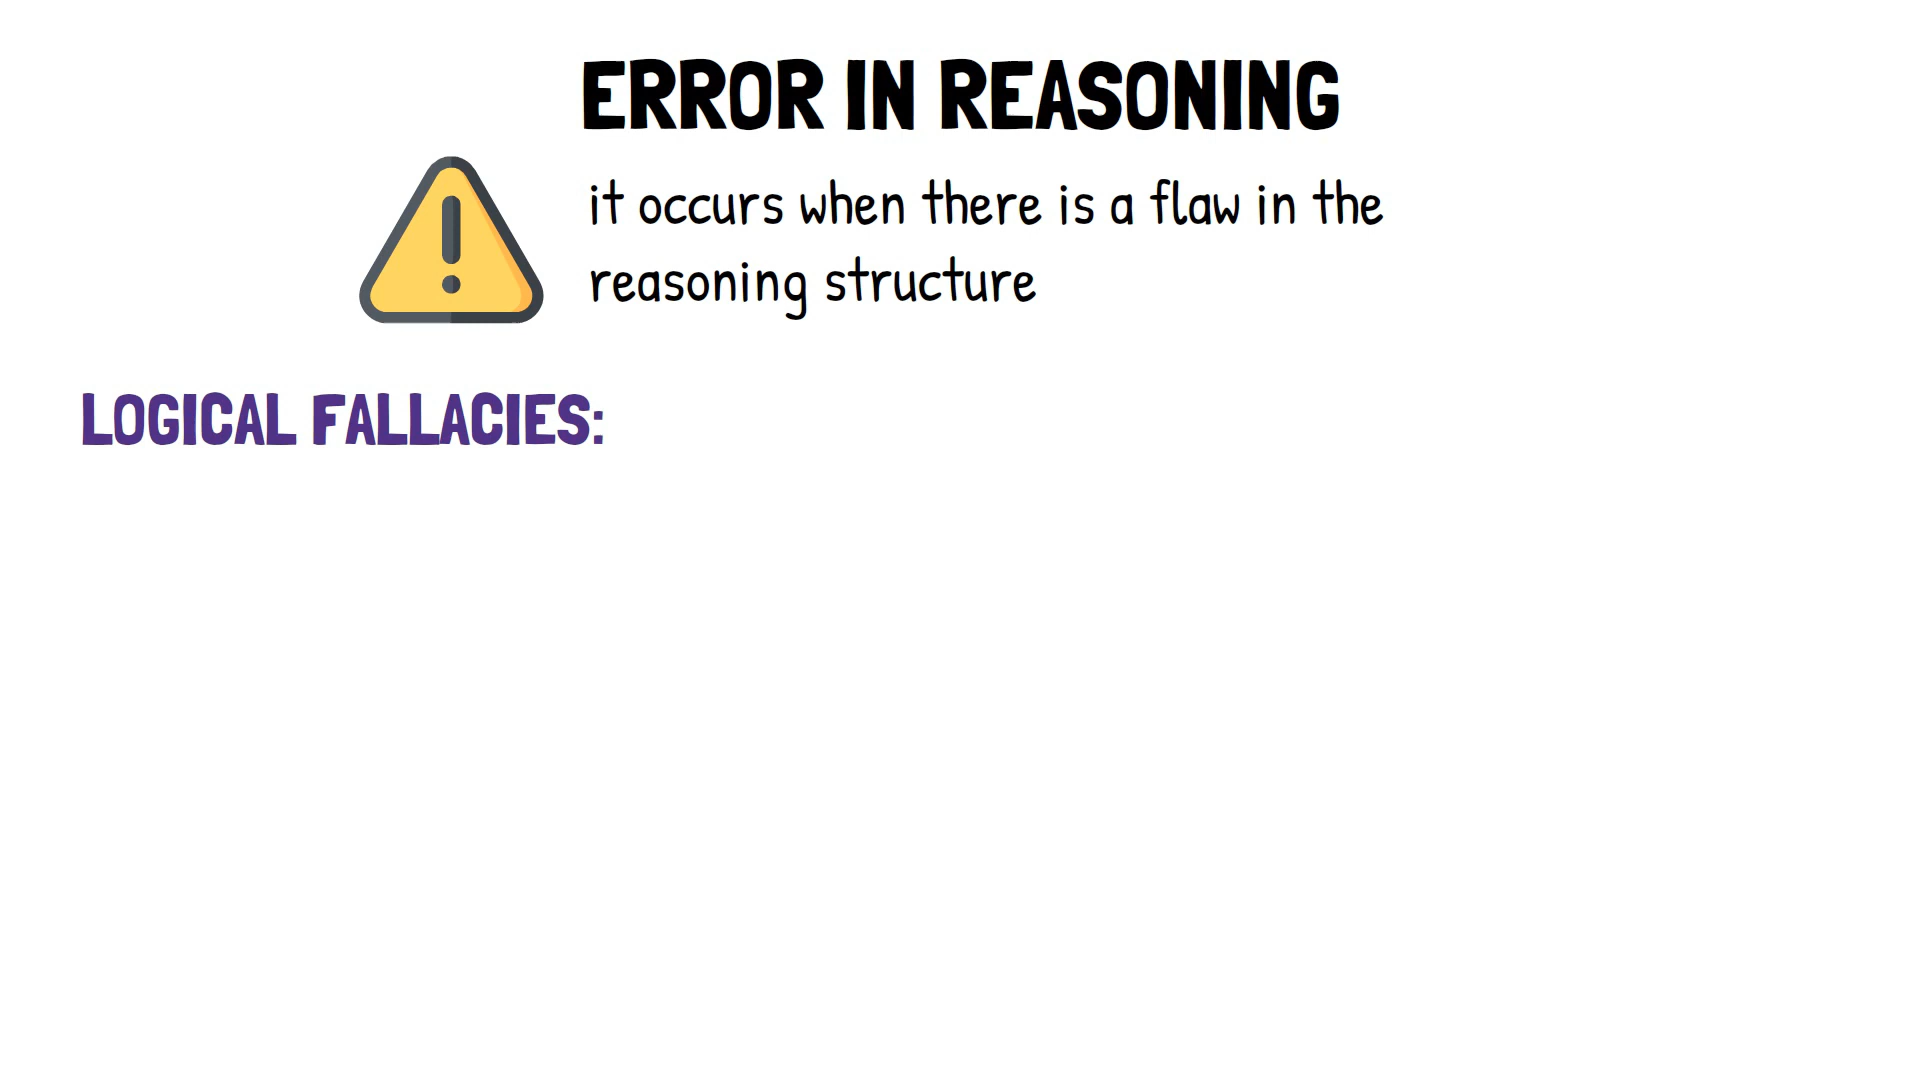 ERROR IN REASONING
it occurs when there is a flaw in the
reasoning structure
LOGICAL FALLACIES: